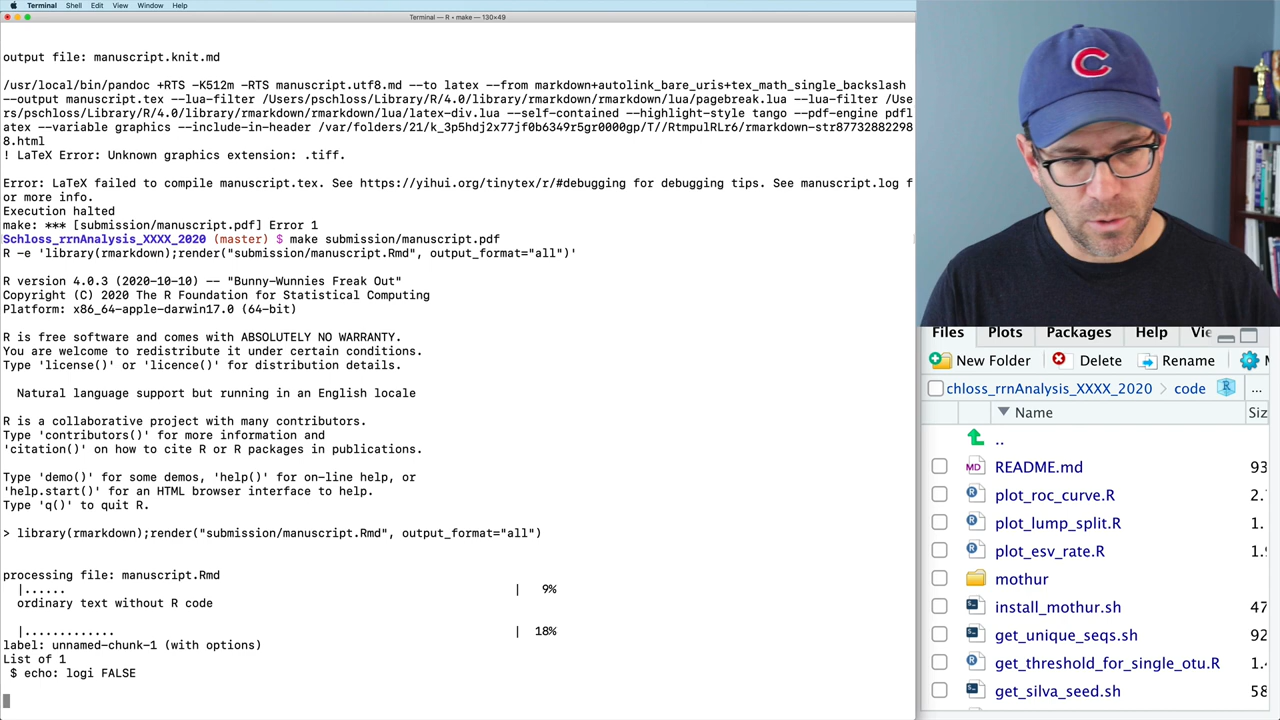 Terminal Shell Edit View Window Help
Terminal — R ◂ make — 130×49
output file: manuscript.knit.md
/usr/local/bin/pandoc +RTS -K512m -RTS manuscript.utf8.md --to latex --from markdown+autolink_bare_uris+tex_math_single_backslash
--output manuscript.tex --lua-filter /Users/pschloss/Library/R/4.0/library/rmarkdown/rmarkdown/lua/pagebreak.lua --lua-filter /Use
rs/pschloss/Library/R/4.0/library/rmarkdown/rmarkdown/lua/latex-div.lua --self-contained --highlight-style tango --pdf-engine pdfl
atex --variable graphics --include-in-header /var/folders/21/k_3p5hdj2x77jf0b6349r5gr0000gp/T//RtmpulRLr6/rmarkdown-str87732882298
8.html
! LaTeX Error: Unknown graphics extension: .tiff.
Error: LaTeX failed to compile manuscript.tex. See https://yihui.org/tinytex/r/#debugging for debugging tips. See manuscript.log f
or more info.
Execution halted
make: *** [submission/manuscript.pdf] Error 1
Schloss_rrnAnalysis_XXXX_2020 (master) $ make submission/manuscript.pdf
R -e 'library(rmarkdown);render("submission/manuscript.Rmd", output_format="all")'
R version 4.0.3 (2020-10-10) -- "Bunny-Wunnies Freak Out"
Copyright (C) 2020 The R Foundation for Statistical Computing
Platform: x86_64-apple-darwin17.0 (64-bit)
R is free software and comes with ABSOLUTELY NO WARRANTY.
You are welcome to redistribute it under certain conditions.
Type 'license()' or 'licence()' for distribution details.
Natural language support but running in an English locale
R is a collaborative project with many contributors.
Type 'contributors()' for more information and
'citation()' on how to cite R or R packages in publications.
Type 'demo()' for some demos, 'help()' for on-line help, or
'help.start()' for an HTML browser interface to help.
Type 'q()' to quit R.
> library(rmarkdown);render("submission/manuscript.Rmd", output_format="all")
processing file: manuscript.Rmd
|...... | 9%
ordinary text without R code
|............. | 18%
label: unnamed-chunk-1 (with options)
List of 1
$ echo: logi FALSE
C
Files Plots Packages Help Vi
New Folder Delete Rename M
chloss_rrnAnalysis_XXXX_2020 > code R ...
Name Siz
..
MD README.md 93
plot_roc_curve.R 2.
plot_lump_split.R 1.
plot_esv_rate.R 1.
mothur
install_mothur.sh 47
get_unique_seqs.sh 92
get_threshold_for_single_otu.R 1.
get_silva_seed.sh 58